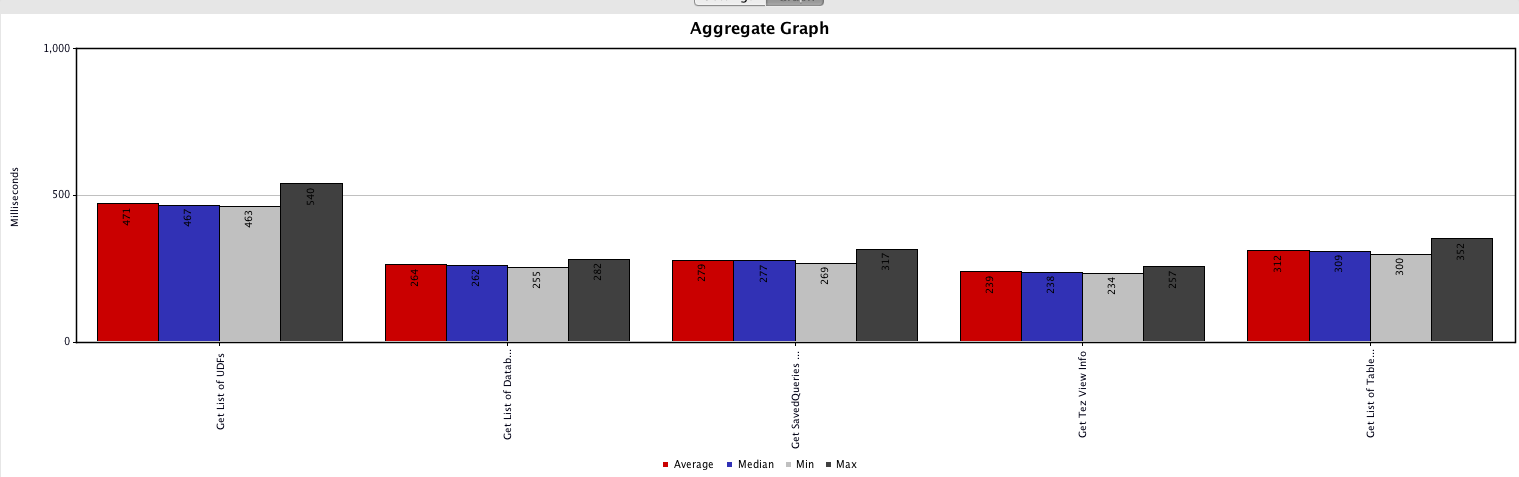 Aggregate Graph
1,000
500
0
Milliseconds
471
467
463
540
264
262
255
282
279
277
269
317
239
238
234
257
312
309
300
352
Get List of UDFs
Get List of Datab...
Get SavedQueries ...
Get Tez View Info
Get List of Table...
Average Median Min Max